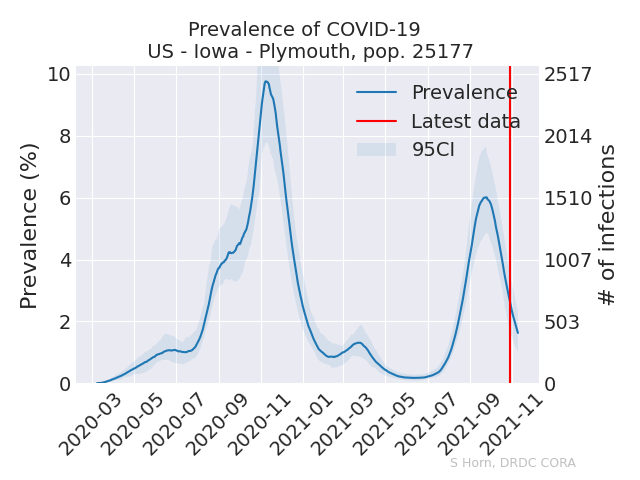 Prevalence of COVID-19
US - Iowa - Plymouth, pop. 25177
Prevalence (%)
10
8
6
4
2
0
Prevalence
Latest data
95CI
2517
2014
1510
1007
503
0
# of infections
2020-03
2020-05
2020-07
2020-09
2020-11
2021-01
2021-03
2021-05
2021-07
2021-09
2021-11
S Horn, DRDC CORA